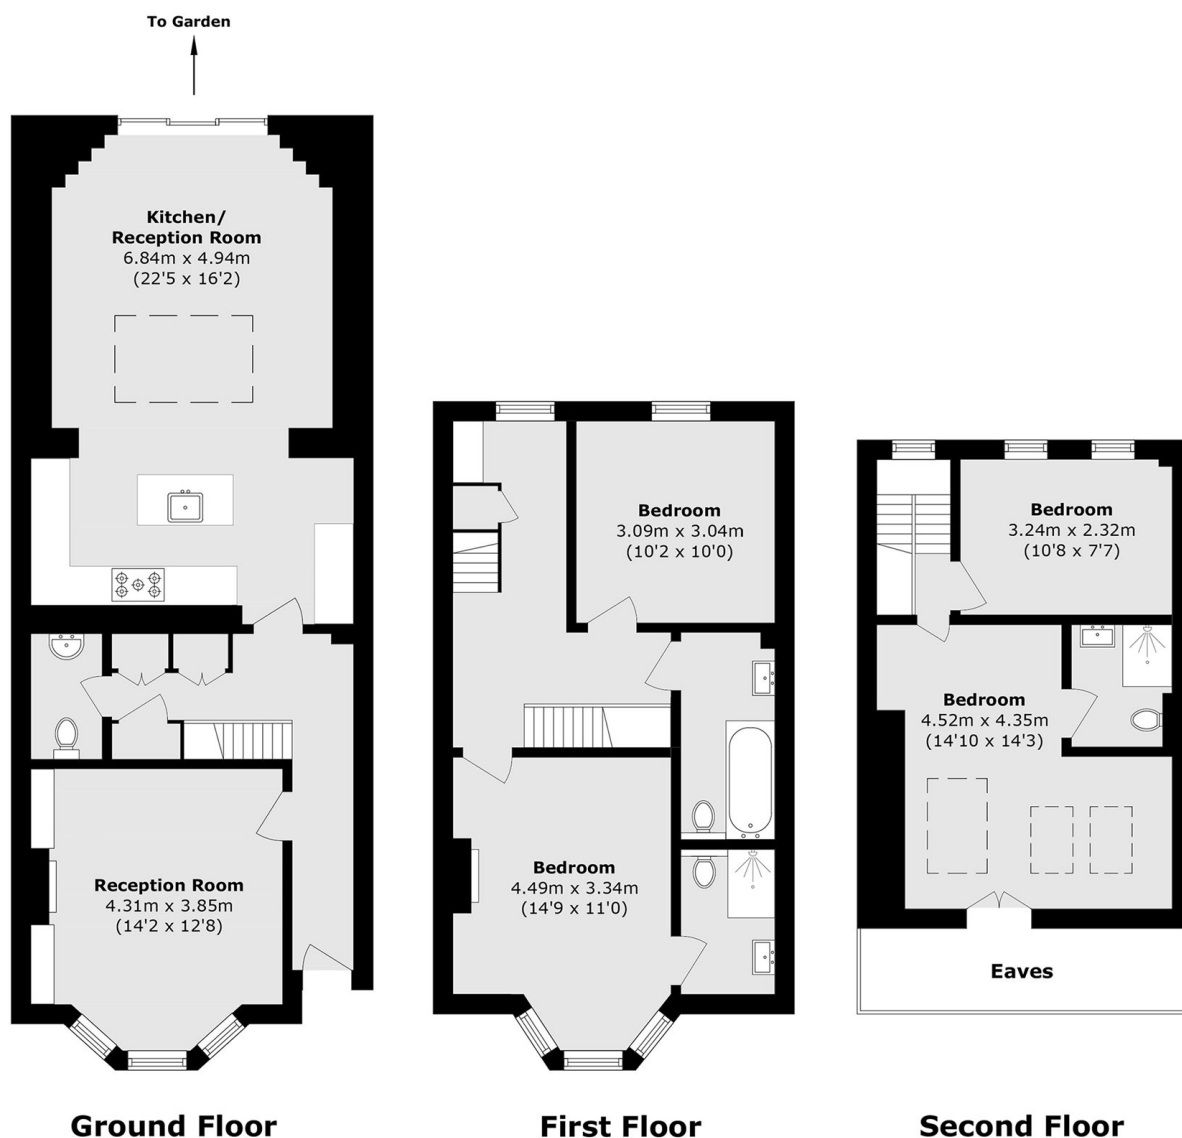 To Garden
Kitchen/
Reception Room
6.84m x 4.94m
(22'5 x 16'2)
Reception Room
4.31m x 3.85m
(14'2 x 12'8)
Ground Floor
Bedroom
3.09m x 3.04m
(10'2 x 10'0)
Bedroom
4.49m x 3.34m
(14'9 x 11'0)
First Floor
Bedroom
3.24m x 2.32m
(10'8 x 7'7)
Bedroom
4.52m x 4.35m
(14'10 x 14'3)
Eaves
Second Floor